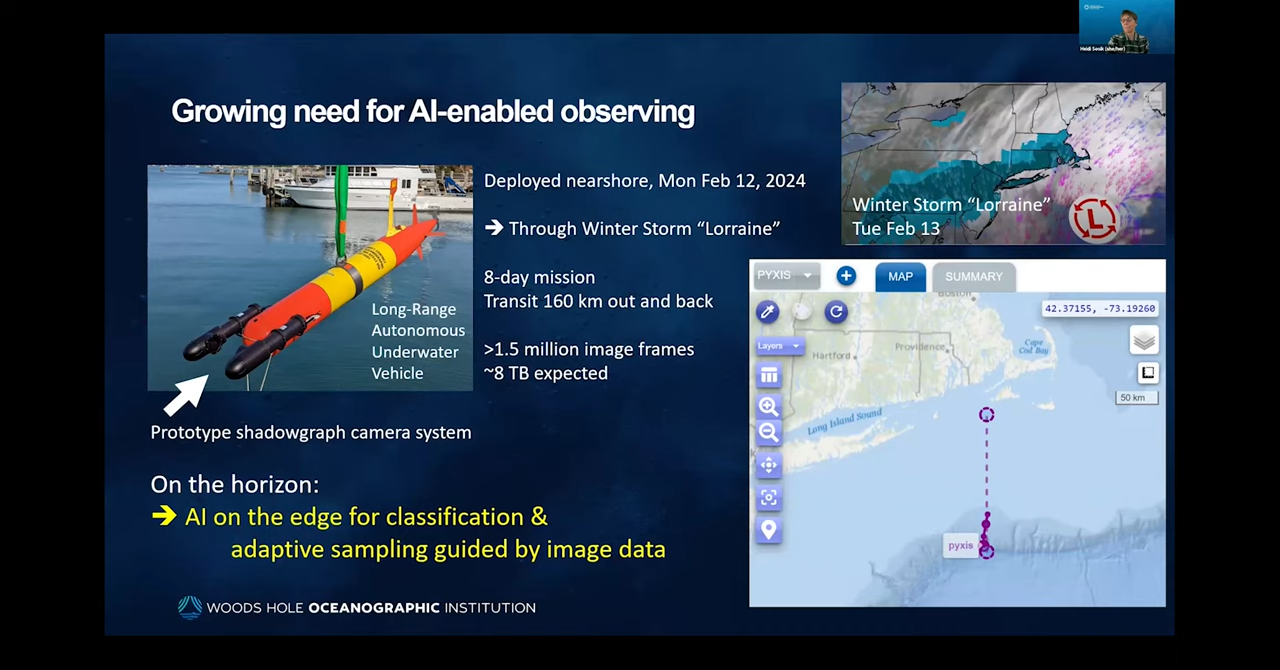 Heidi Sosik (she/her)
Growing need for AI-enabled observing
Deployed nearshore, Mon Feb 12, 2024
➔ Through Winter Storm “Lorraine”
8-day mission
Transit 160 km out and back
>1.5 million image frames
~8 TB expected
Long-Range
Autonomous
Underwater
Vehicle
Prototype shadowgraph camera system
On the horizon:
➔ AI on the edge for classification &
adaptive sampling guided by image data
WOODS HOLE OCEANOGRAPHIC INSTITUTION
Winter Storm “Lorraine”
Tue Feb 13
L
PYXIS
MAP
SUMMARY
Boston
42.37155, -73.19260
Layers
Hartford
Providence
Cape
Cod Bay
50 km
Long Island Sound
pyxis